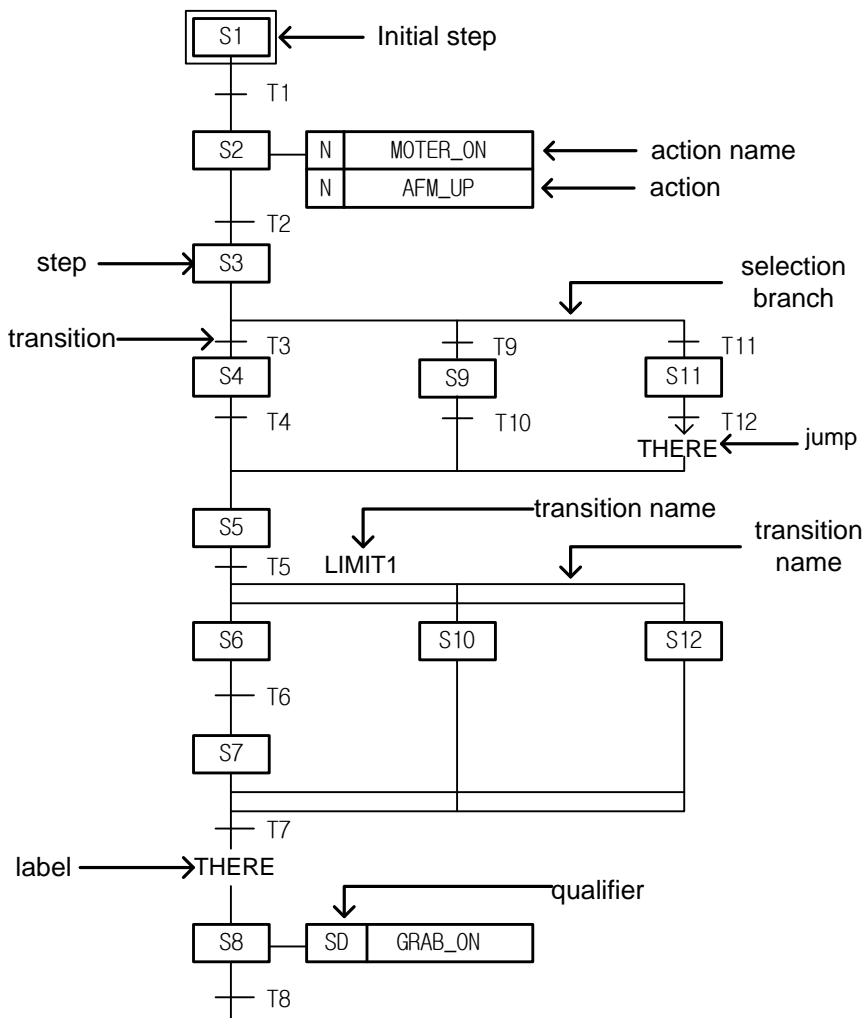 S1 Initial step
T1
S2 N MOTER_ON action name
N AFM_UP action
T2
step S3
selection
branch
transition T3 T9 T11
S4 S9 S11
T4 T10 T12
THERE jump
S5 transition name
T5 LIMIT1 transition
name
S6 S10 S12
T6
S7
T7
label THERE
qualifier
S8 SD GRAB_ON
T8